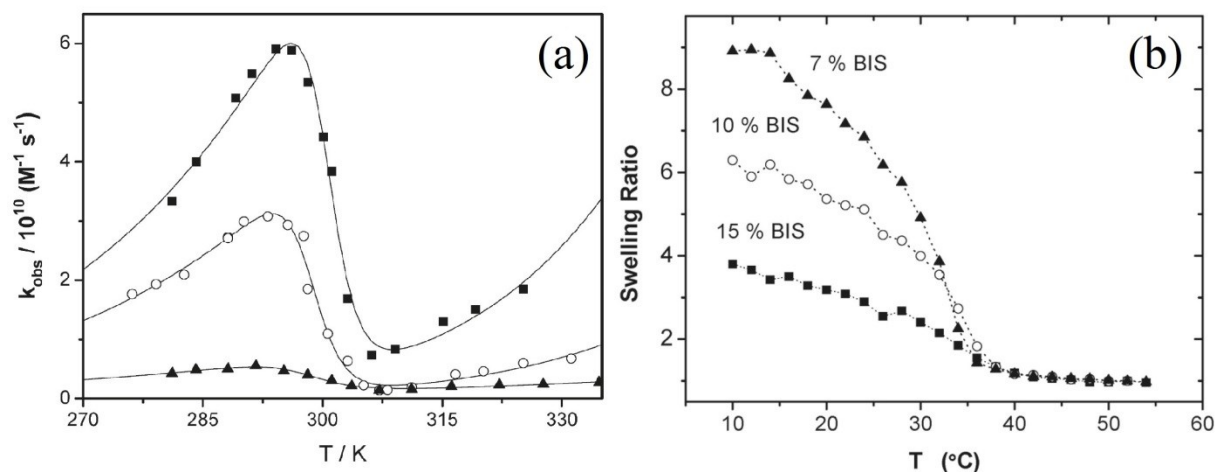 (a)
k_obs / 10^10 (M^-1 s^-1)
6
4
2
0
270
285
300
315
330
T / K
(b)
Swelling Ratio
8
6
4
2
7 % BIS
10 % BIS
15 % BIS
10
20
30
40
50
60
T (°C)